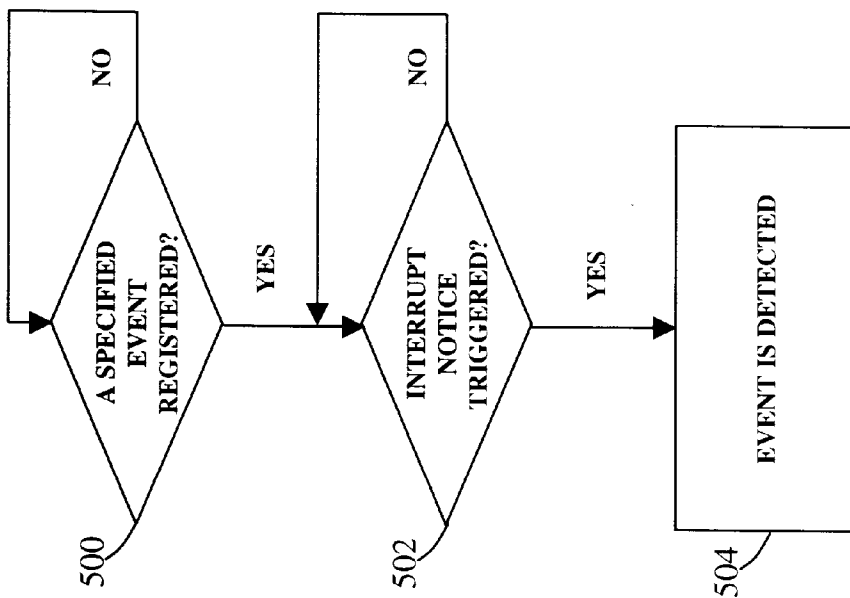 500
A SPECIFIED
EVENT
REGISTERED?
NO
YES
502
INTERRUPT
NOTICE
TRIGGERED?
NO
YES
504
EVENT IS DETECTED